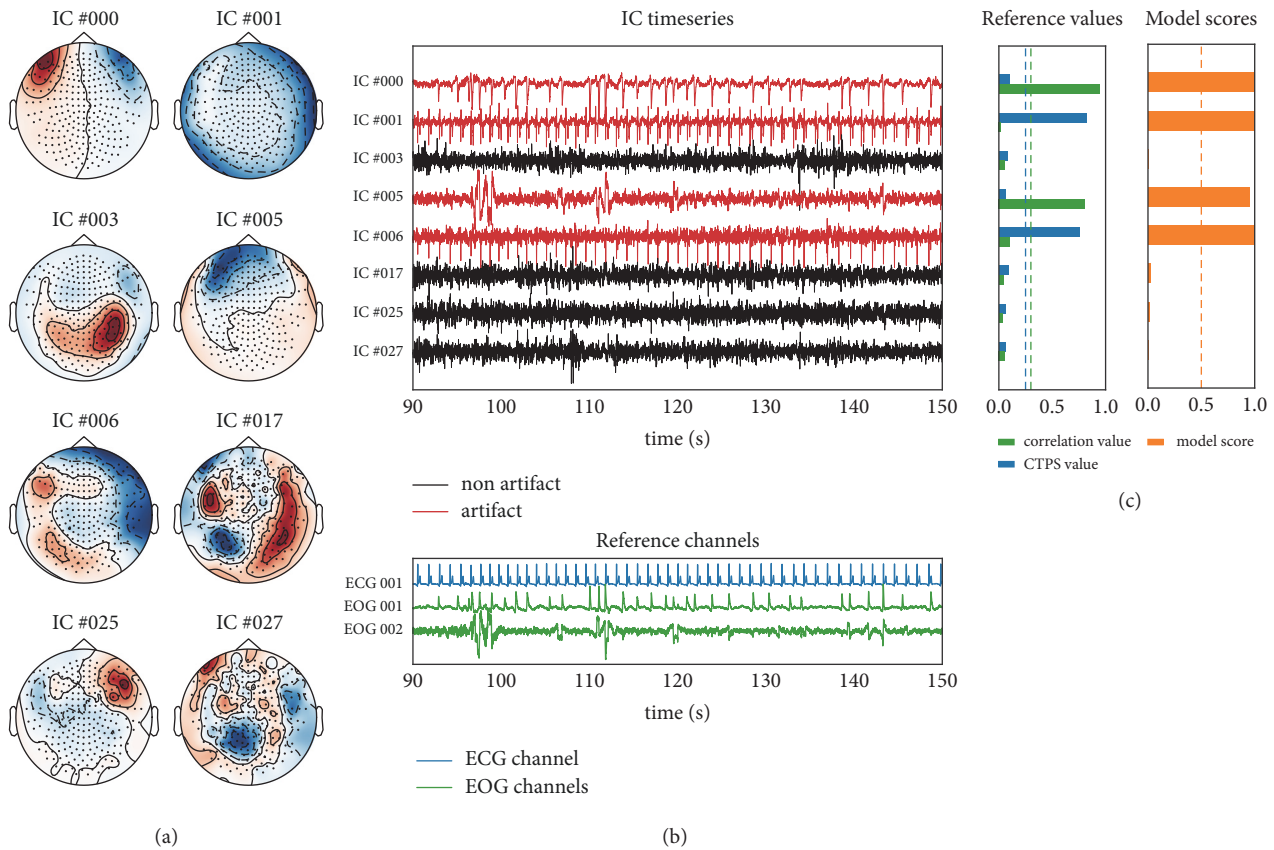 IC #000
IC #001
IC #003
IC #005
IC #006
IC #017
IC #025
IC #027
(a)
IC timeseries
IC #000
IC #001
IC #003
IC #005
IC #006
IC #017
IC #025
IC #027
90 100 110 120 130 140 150
time (s)
non artifact
artifact
Reference channels
ECG 001
EOG 001
EOG 002
90 100 110 120 130 140 150
time (s)
ECG channel
EOG channels
(b)
Reference values
0.0 0.5 1.0
correlation value
CTPS value
Model scores
0.0 0.5 1.0
model score
(c)